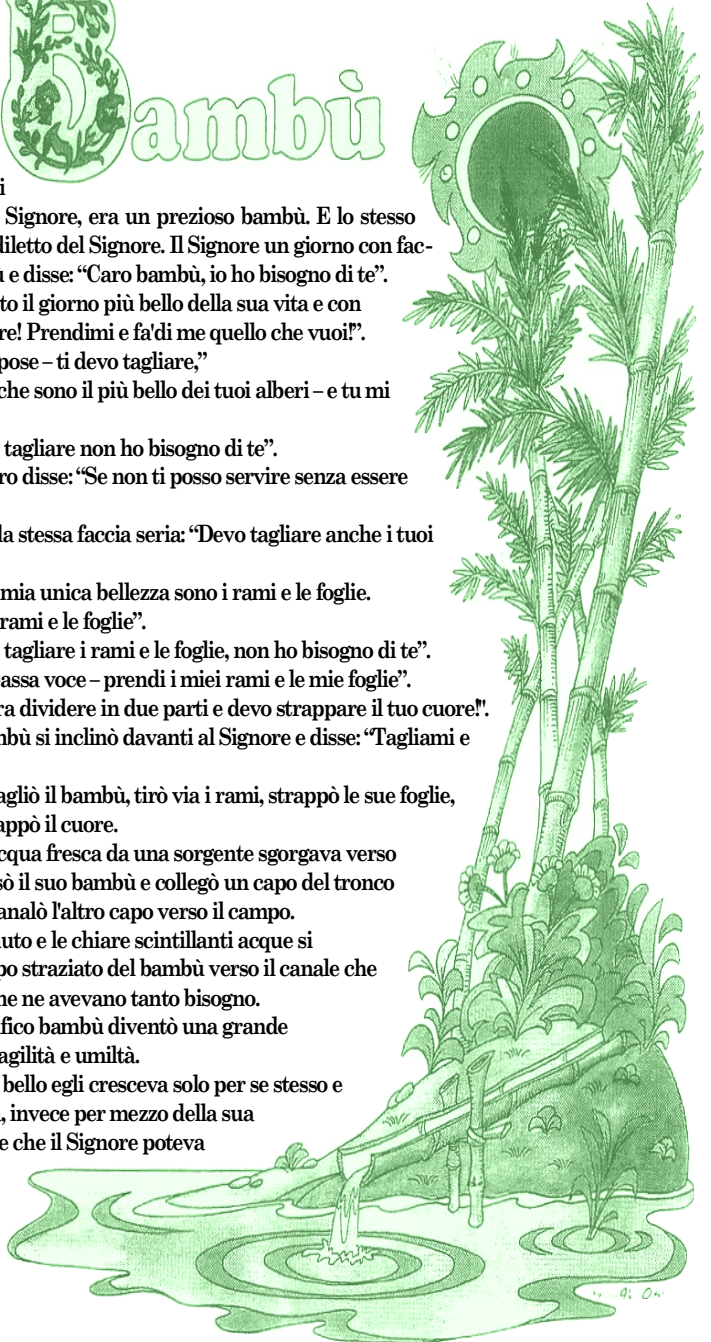 Bambù
i
Signore, era un prezioso bambù. E lo stesso
diletto del Signore. Il Signore un giorno con fac-
e disse: “Caro bambù, io ho bisogno di te”.
to il giorno più bello della sua vita e con
re! Prendimi e fa'di me quello che vuoi!”.
pose – ti devo tagliare,”
che sono il più bello dei tuoi alberi – e tu mi
tagliare non ho bisogno di te”.
ro disse: “Se non ti posso servire senza essere
la stessa faccia seria: “Devo tagliare anche i tuoi
mia unica bellezza sono i rami e le foglie.
rami e le foglie”.
tagliare i rami e le foglie, non ho bisogno di te”.
assa voce – prendi i miei rami e le mie foglie”.
ra dividere in due parti e devo strappare il tuo cuore!".
mbù si inclinò davanti al Signore e disse: “Tagliami e
agliò il bambù, tirò via i rami, strappò le sue foglie,
appò il cuore.
cqua fresca da una sorgente sgorgava verso
sò il suo bambù e collegò un capo del tronco
analò l'altro capo verso il campo.
uto e le chiare scintillanti acque si
po straziato del bambù verso il canale che
he ne avevano tanto bisogno.
ifico bambù diventò una grande
agilità e umiltà.
bello egli cresceva solo per se stesso e
, invece per mezzo della sua
e che il Signore poteva